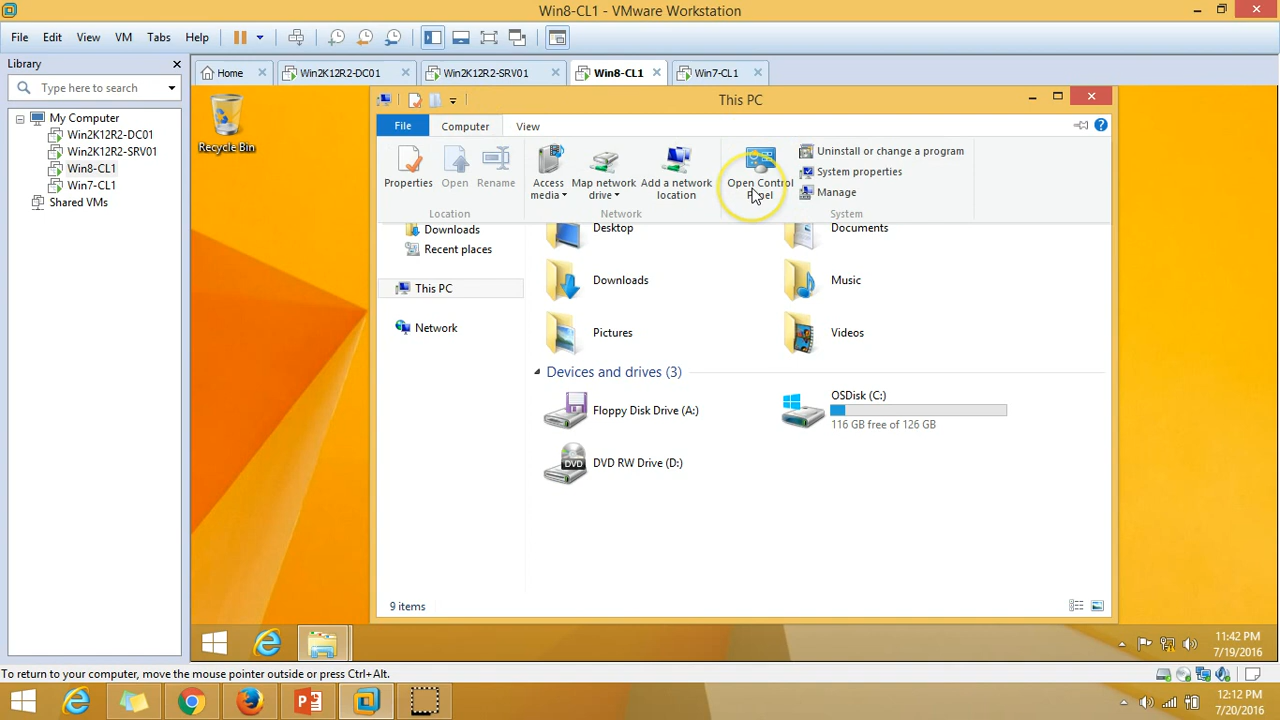 Win8-CL1 - VMware Workstation
File Edit View VM Tabs Help
Library
Type here to search
My Computer
Win2K12R2-DC01
Win2K12R2-SRV01
Win8-CL1
Win7-CL1
Shared VMs
Home Win2K12R2-DC01 Win2K12R2-SRV01 Win8-CL1 Win7-CL1
Recycle Bin
This PC
File Computer View
Properties
Open
Rename
Location
Access media
Map network drive
Add a network location
Network
Open Control Panel
Uninstall or change a program
System properties
Manage
System
Downloads
Recent places
This PC
Network
Desktop
Documents
Downloads
Music
Pictures
Videos
Devices and drives (3)
Floppy Disk Drive (A:)
OSDisk (C:)
116 GB free of 126 GB
DVD
DVD RW Drive (D:)
9 items
11:42 PM
7/19/2016
To return to your computer, move the mouse pointer outside or press Ctrl+Alt.
12:12 PM
7/20/2016